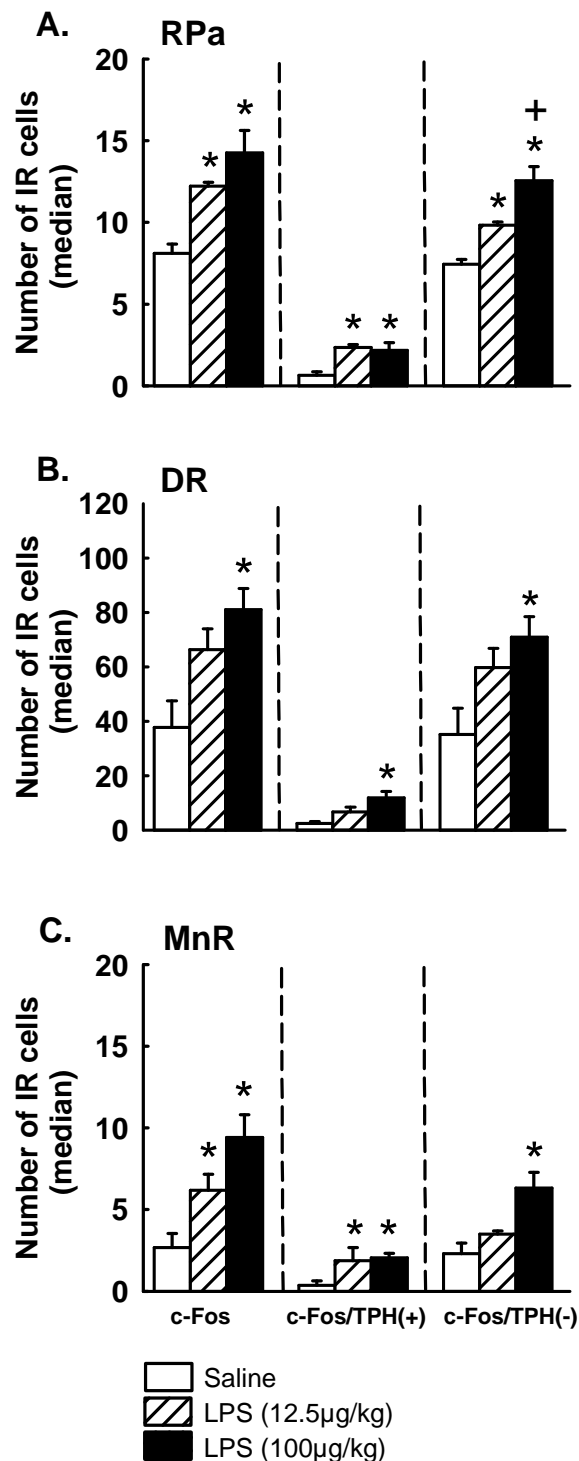 A. RPa
Number of IR cells
(median)
20
15
10
5
0
* * * * * * +
B. DR
Number of IR cells
(median)
120
100
80
60
40
20
0
* * *
C. MnR
Number of IR cells
(median)
20
15
10
5
0
* * * * *
c-Fos c-Fos/TPH(+) c-Fos/TPH(-)
Saline
LPS (12.5µg/kg)
LPS (100µg/kg)